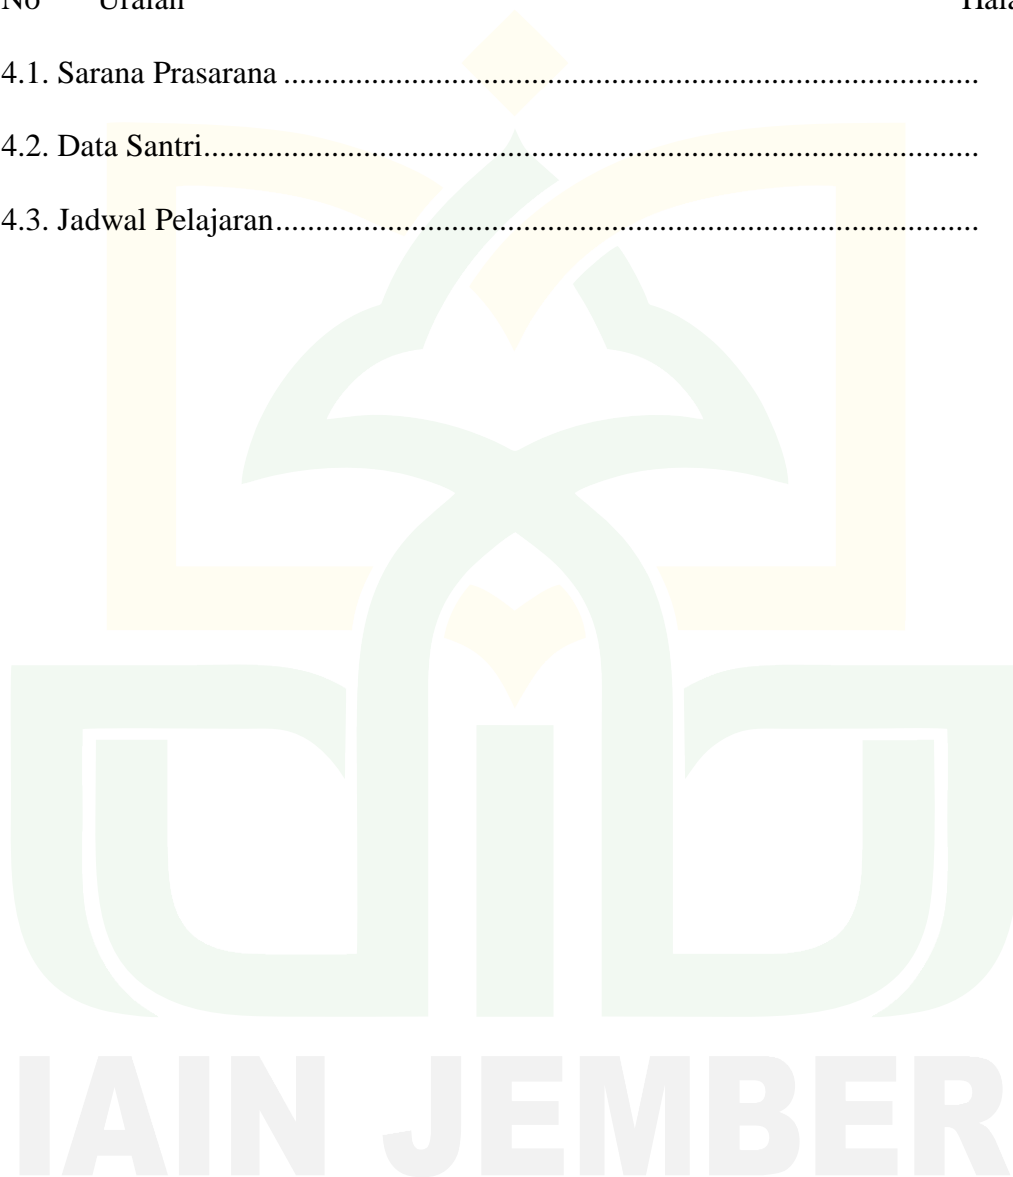 No Uraian
4.1. Sarana Prasarana ......................................................................................
4.2. Data Santri................................................................................................
4.3. Jadwal Pelajaran.......................................................................................
IAIN JEMBER